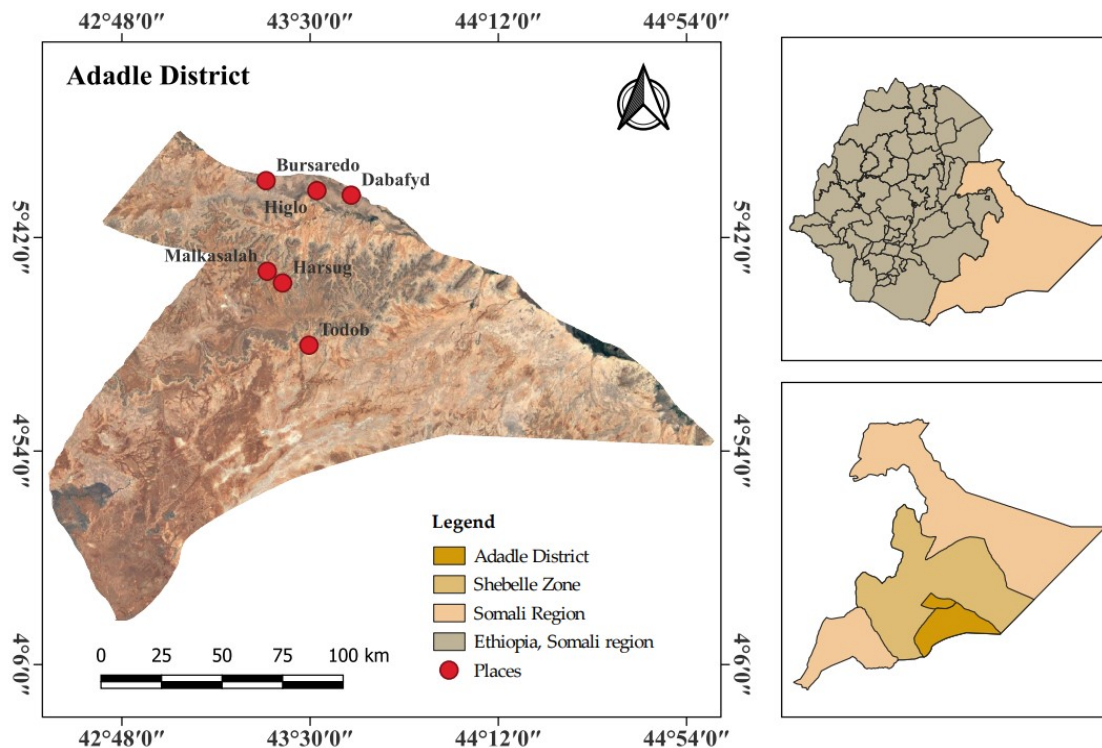 42°48′0″ 43°30′0″ 44°12′0″ 44°54′0″
Adadle District
Bursaredo
Dabafyd
Higlo
5°42′0″ 5°42′0″
Malkasalah
Harsug
Todob
4°54′0″ 4°54′0″
Legend
Adadle District
Shebelle Zone
Somali Region
Ethiopia, Somali region
Places
0 25 50 75 100 km
4°6′0″ 4°6′0″
42°48′0″ 43°30′0″ 44°12′0″ 44°54′0″